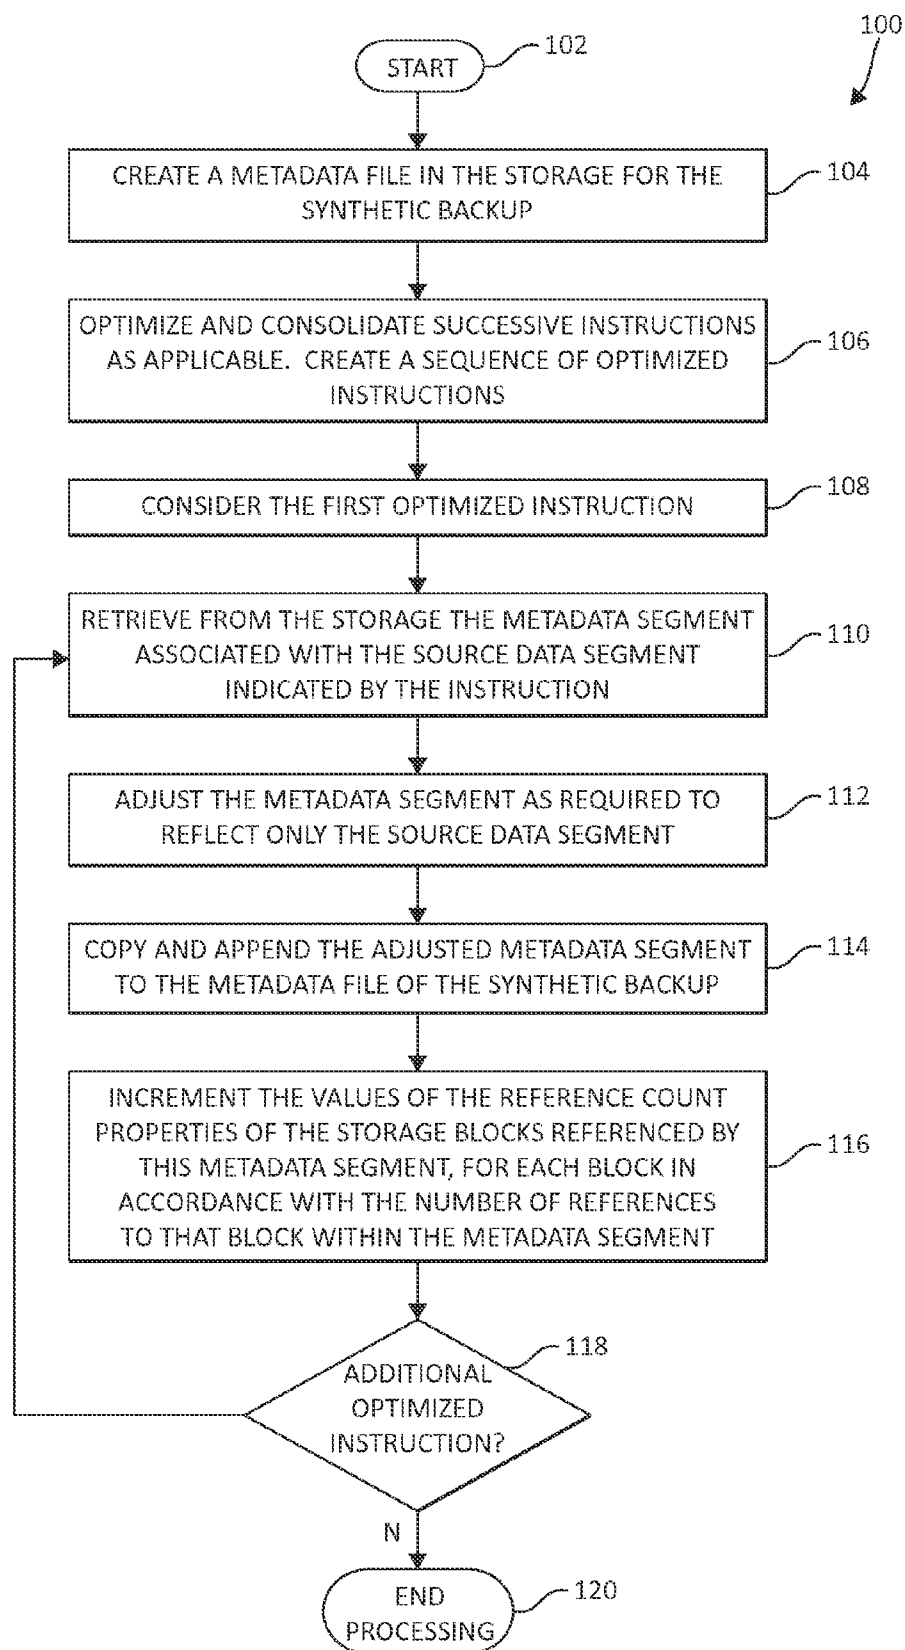 100
START
102
CREATE A METADATA FILE IN THE STORAGE FOR THE
SYNTHETIC BACKUP
104
OPTIMIZE AND CONSOLIDATE SUCCESSIVE INSTRUCTIONS
AS APPLICABLE. CREATE A SEQUENCE OF OPTIMIZED
INSTRUCTIONS
106
CONSIDER THE FIRST OPTIMIZED INSTRUCTION
108
RETRIEVE FROM THE STORAGE THE METADATA SEGMENT
ASSOCIATED WITH THE SOURCE DATA SEGMENT
INDICATED BY THE INSTRUCTION
110
ADJUST THE METADATA SEGMENT AS REQUIRED TO
REFLECT ONLY THE SOURCE DATA SEGMENT
112
COPY AND APPEND THE ADJUSTED METADATA SEGMENT
TO THE METADATA FILE OF THE SYNTHETIC BACKUP
114
INCREMENT THE VALUES OF THE REFERENCE COUNT
PROPERTIES OF THE STORAGE BLOCKS REFERENCED BY
THIS METADATA SEGMENT, FOR EACH BLOCK IN
ACCORDANCE WITH THE NUMBER OF REFERENCES
TO THAT BLOCK WITHIN THE METADATA SEGMENT
116
ADDITIONAL
OPTIMIZED
INSTRUCTION?
118
N
END
PROCESSING
120